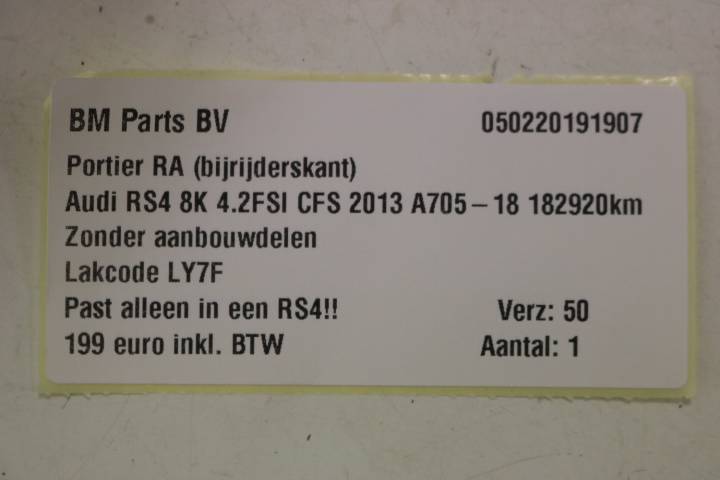 BM Parts BV 050220191907
Portier RA (bijrijderskant)
Audi RS4 8K 4.2FSI CFS 2013 A705-18 182920km
Zonder aanbouwdelen
Lakcode LY7F
Past alleen in een RS4!! Verz: 50
199 euro inkl. BTW Aantal: 1